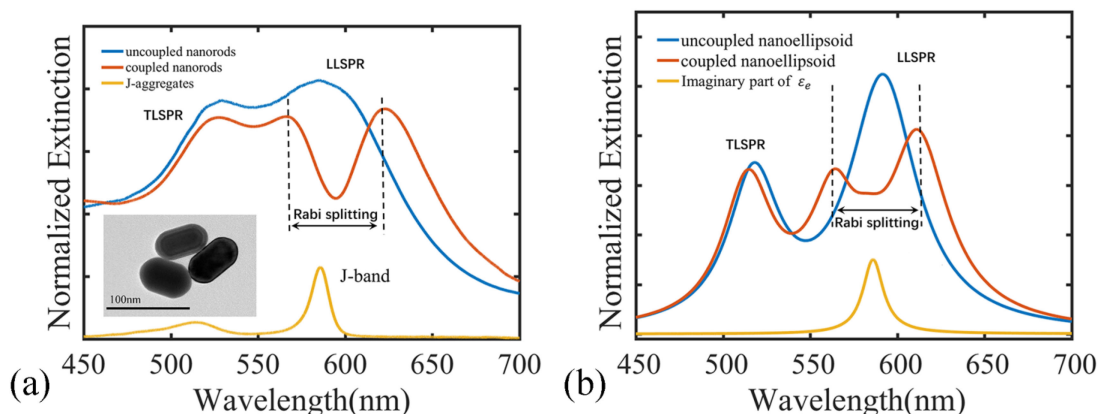 uncoupled nanorods
coupled nanorods
J-aggregates
LLSPR
TLSPR
Rabi splitting
J-band
100nm
Normalized Extinction
450 500 550 600 650 700
Wavelength(nm)
(a)
uncoupled nanoellipsoid
coupled nanoellipsoid
Imaginary part of εₑ
LLSPR
TLSPR
Rabi splitting
Normalized Extinction
450 500 550 600 650 700
Wavelength(nm)
(b)